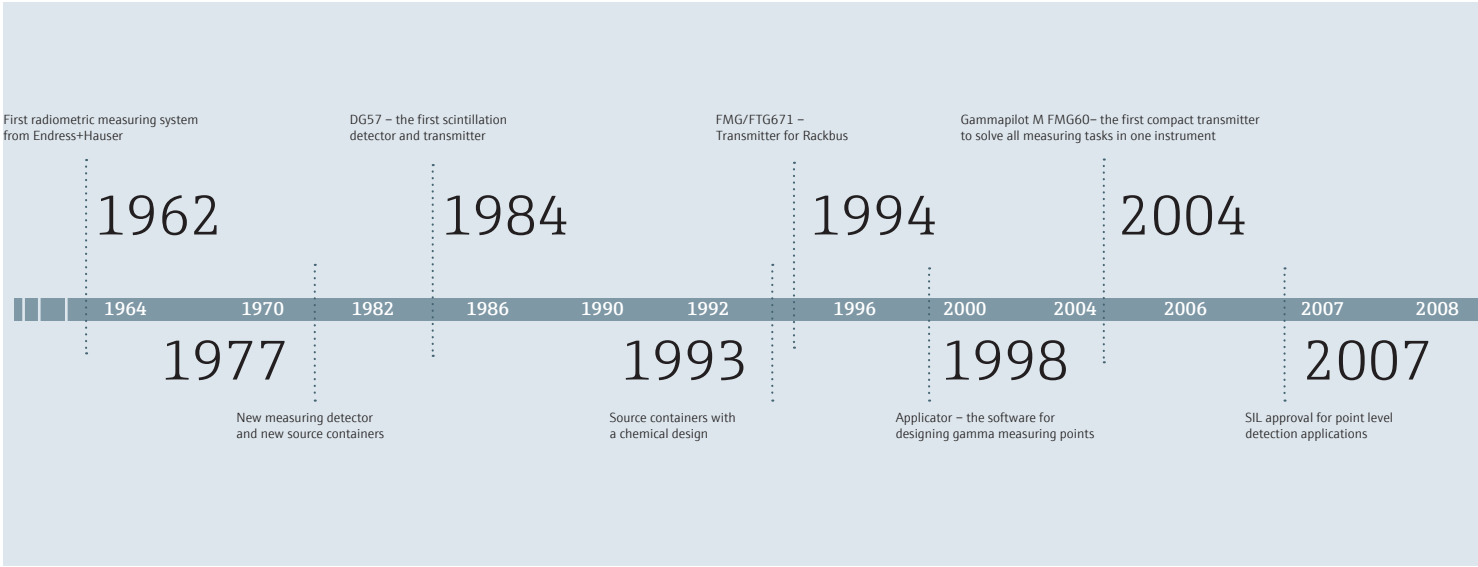 First radiometric measuring system
from Endress+Hauser
DG57 – the first scintillation
detector and transmitter
FMG/FTG671 –
Transmitter for Rackbus
Gammapilot M FMG60– the first compact transmitter
to solve all measuring tasks in one instrument
1962
1984
1994
2004
1964
1970
1982
1986
1990
1992
1996
2000
2004
2006
2007
2008
1977
1993
1998
2007
New measuring detector
and new source containers
Source containers with
a chemical design
Applicator – the software for
designing gamma measuring points
SIL approval for point level
detection applications